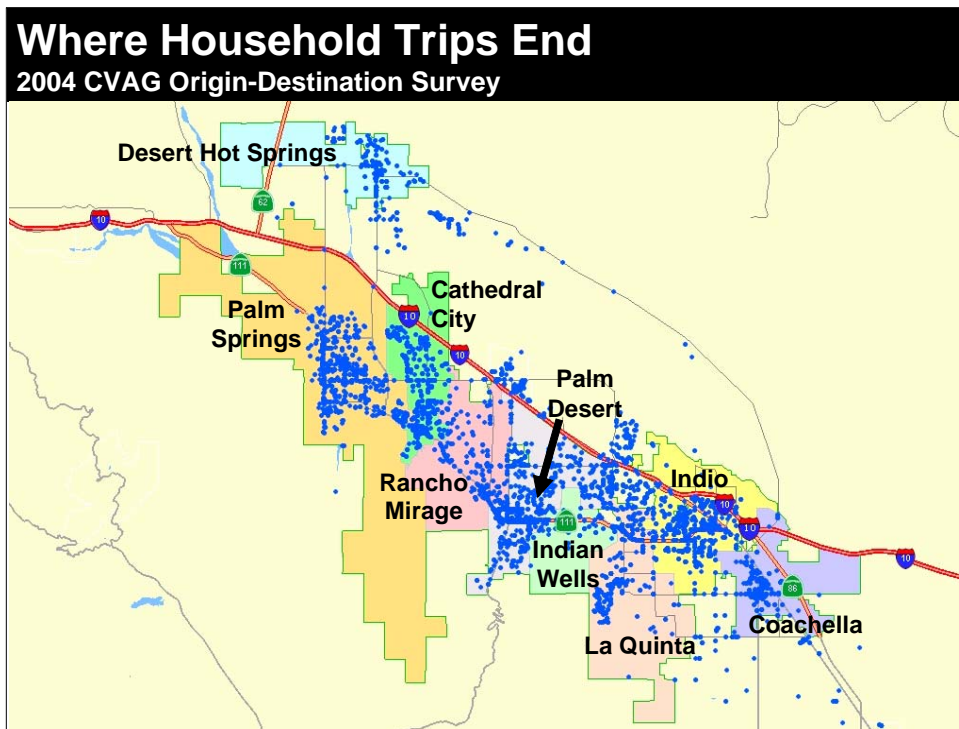 Where Household Trips End
2004 CVAG Origin-Destination Survey
Desert Hot Springs
62
10
111
Cathedral
City
Palm
Springs
10
10
Palm
Desert
Rancho
Mirage
Indio
10
111
10
Indian
Wells
10
86
Coachella
La Quinta